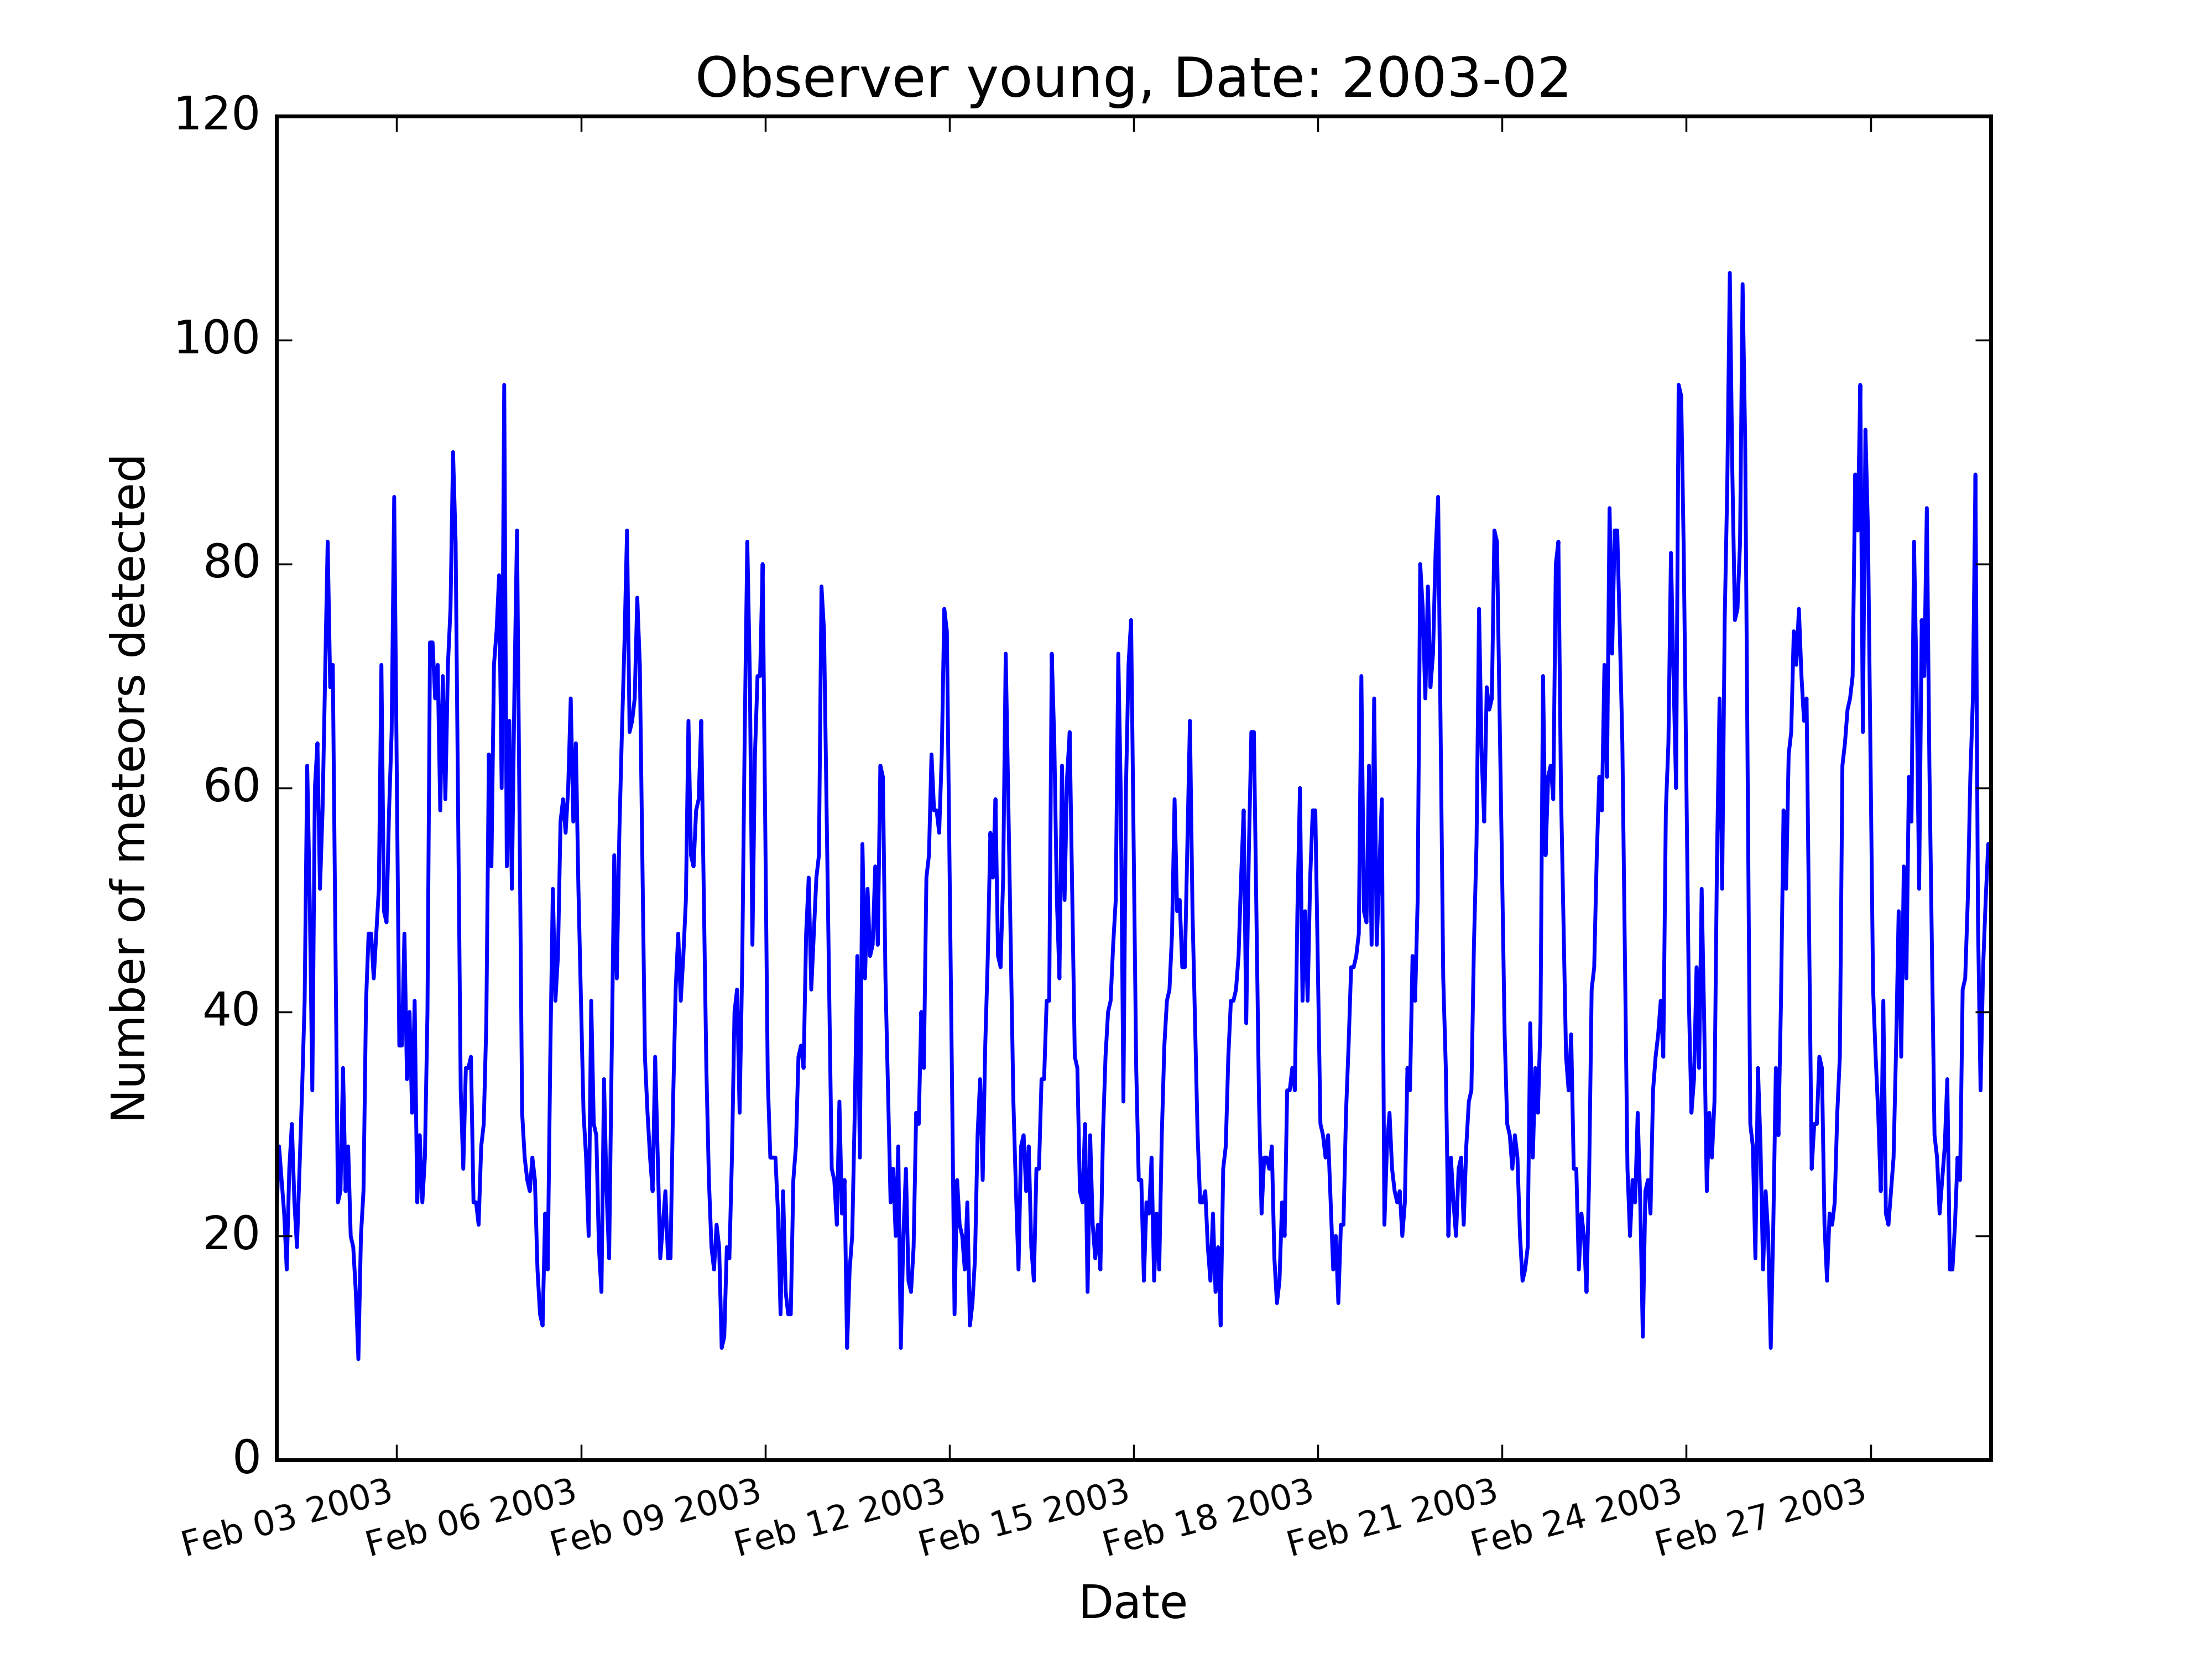 Observer young, Date: 2003-02
120
100
80
60
40
20
0
Number of meteors detected
Feb 03 2003
Feb 06 2003
Feb 09 2003
Feb 12 2003
Feb 15 2003
Feb 18 2003
Feb 21 2003
Feb 24 2003
Feb 27 2003
Date